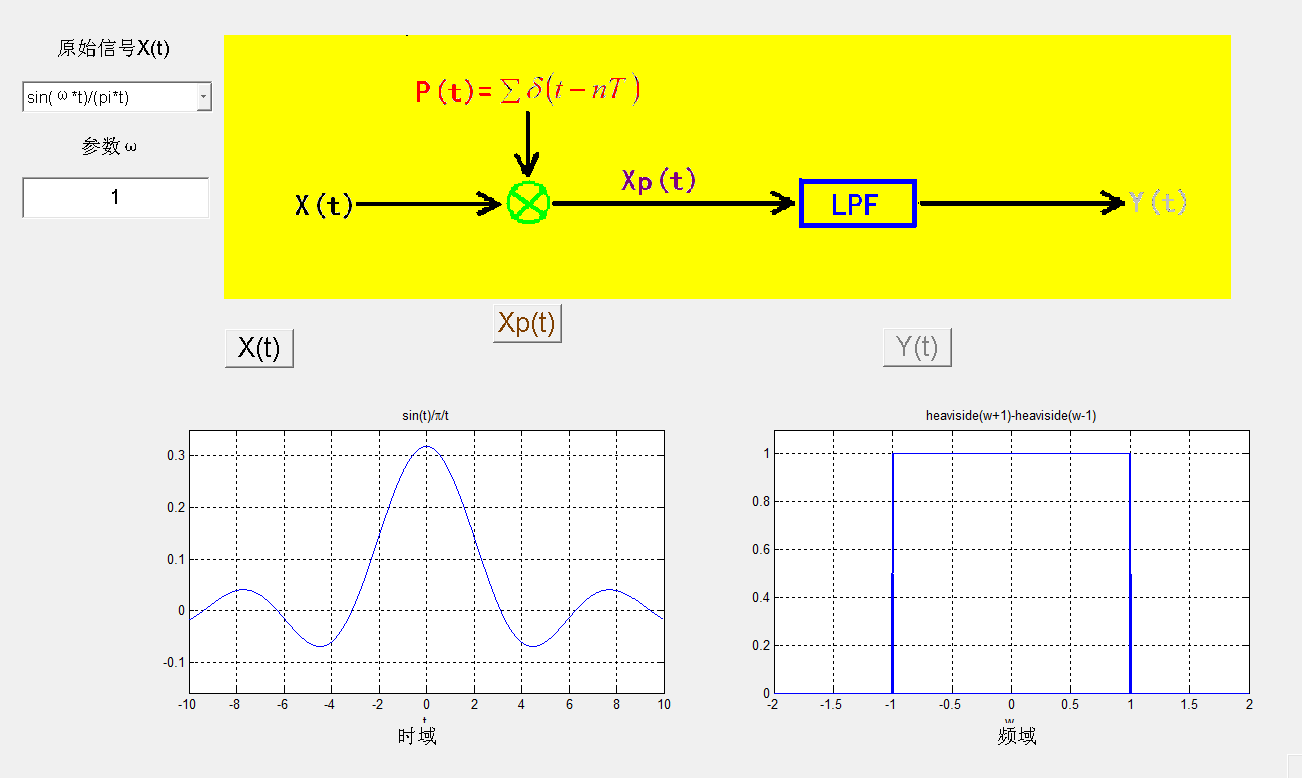 原始信号X(t)
sin(ω*t)/(pi*t)
参数ω
1
P(t)=∑δ(t-nT)
X(t)
Xp(t)
LPF
Y(t)
Xp(t)
X(t)
Y(t)
sin(t)/π/t
0.3
0.2
0.1
0
-0.1
-10 -8 -6 -4 -2 0 2 4 6 8 10
t
时域
heaviside(w+1)-heaviside(w-1)
1
0.8
0.6
0.4
0.2
0
-2 -1.5 -1 -0.5 0 0.5 1 1.5 2
w
频域